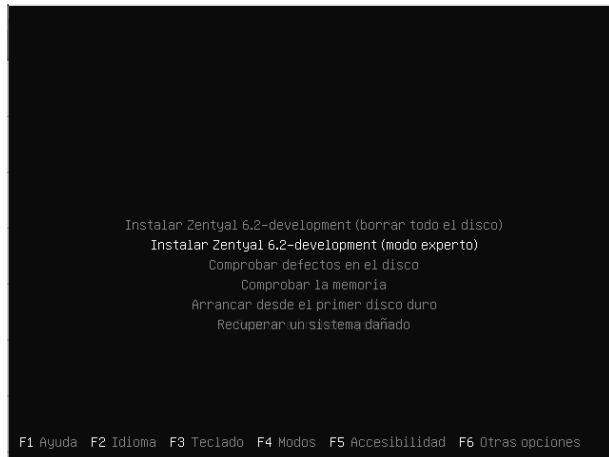 Instalar Zentyal 6.2-development (borrar todo el disco)
Instalar Zentyal 6.2-development (modo experto)
Comprobar defectos en el disco
Comprobar la memoria
Arrancar desde el primer disco duro
Recuperar un sistema dañado
F1 Ayuda F2 Idioma F3 Teclado F4 Modos F5 Accesibilidad F6 Otras opciones